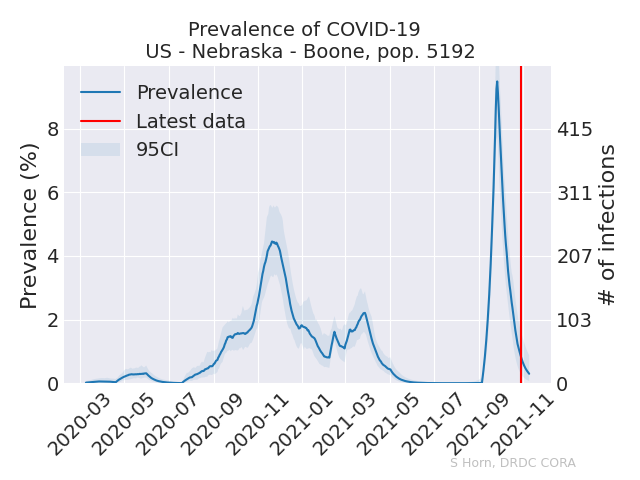 Prevalence of COVID-19
US - Nebraska - Boone, pop. 5192
Prevalence
Latest data
95CI
Prevalence (%)
8
6
4
2
0
415
311
207
103
0
# of infections
2020-03
2020-05
2020-07
2020-09
2020-11
2021-01
2021-03
2021-05
2021-07
2021-09
2021-11
S Horn, DRDC CORA